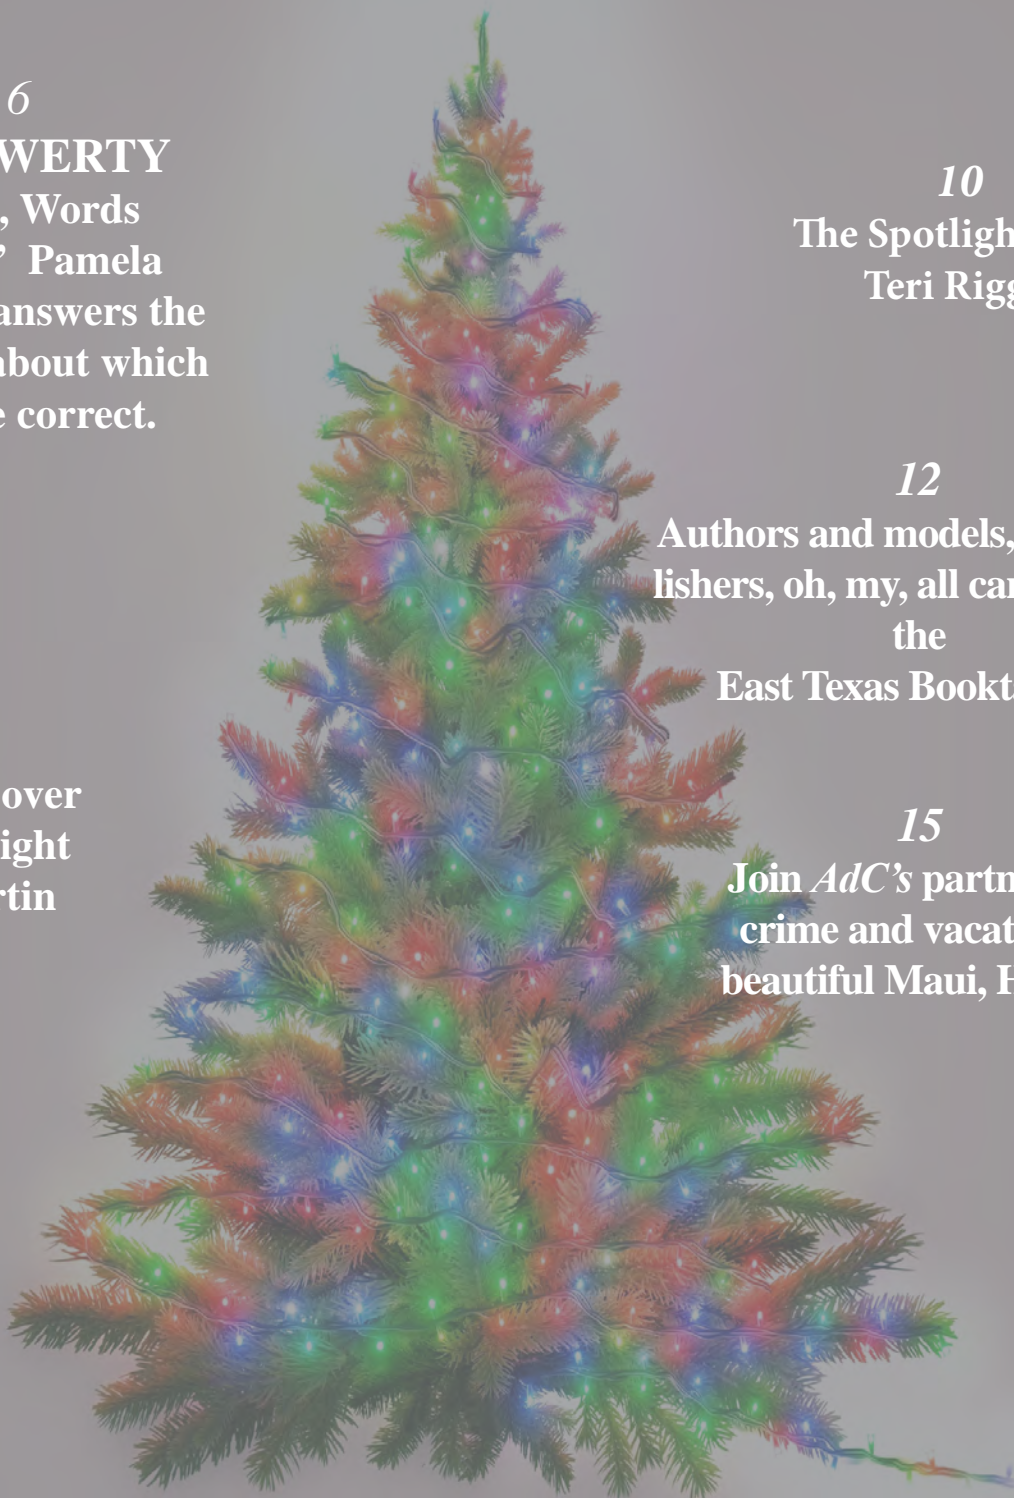 6
WERTY
, Words
’ Pamela
answers the
about which
e correct.
over
ight
rtin
10
The Spotligh
Teri Rigg
12
Authors and models,
lishers, oh, my, all car
the
East Texas Bookt
15
Join AdC’s partn
crime and vacat
beautiful Maui, H